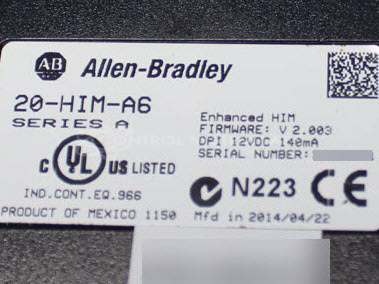 AB Allen-Bradley
20-HIM-A6
SERIES A
Enhanced HIM
FIRMWARE: V 2.003
DPI 12VDC 140mA
SERIAL NUMBER:
C UL US LISTED
IND.CONT.EQ.966
N223 CE
PRODUCT OF MEXICO 1150
Mfd in 2014/04/22